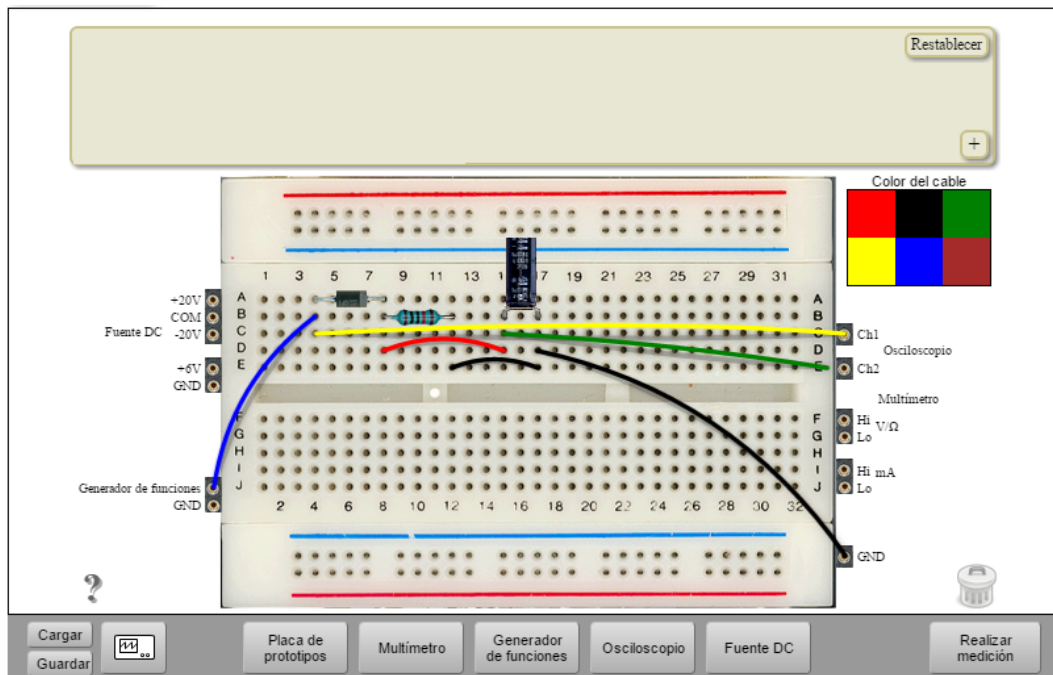 Restablecer
+
Color del cable
1 3 5 7 9 11 13 1 17 19 21 23 25 27 29 31
+20V A A
COM B B
Fuente DC -20V C C Ch1
D D Osciloscopio
+6V E E Ch2
GND
Multímetro
F F Hi V/Ω
G G Lo
H H
I I Hi mA
Generador de funciones J J Lo
GND 2 4 6 8 10 12 14 16 18 20 22 24 26 28 30 32
GND
?
Cargar
Guardar
Placa de
prototipos
Multímetro
Generador
de funciones
Osciloscopio
Fuente DC
Realizar
medición